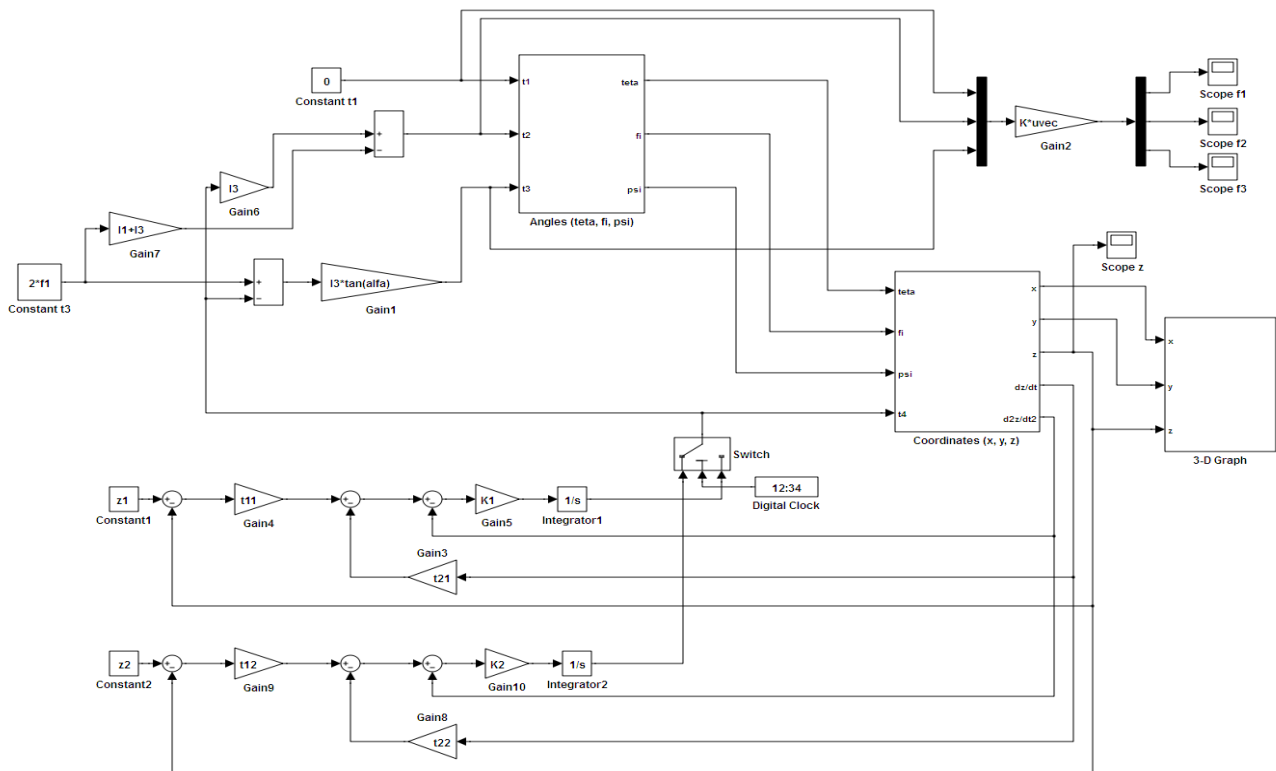 0
Constant t1
t1
t2
t3
teta
fi
psi
Angles (teta, fi, psi)
+
−
l3
Gain6
l1+l3
Gain7
2*f1
Constant t3
+
−
l3*tan(alfa)
Gain1
K*uvec
Gain2
Scope f1
Scope f2
Scope f3
Scope z
teta
fi
psi
t4
x
y
z
dz/dt
d2z/dt2
Coordinates (x, y, z)
x
y
z
3-D Graph
Switch
12:34
Digital Clock
z1
Constant1
+
−
t11
Gain4
+
−
+
−
K1
Gain5
1/s
Integrator1
Gain3
t21
z2
Constant2
+
−
t12
Gain9
+
−
+
−
K2
Gain10
1/s
Integrator2
Gain8
t22